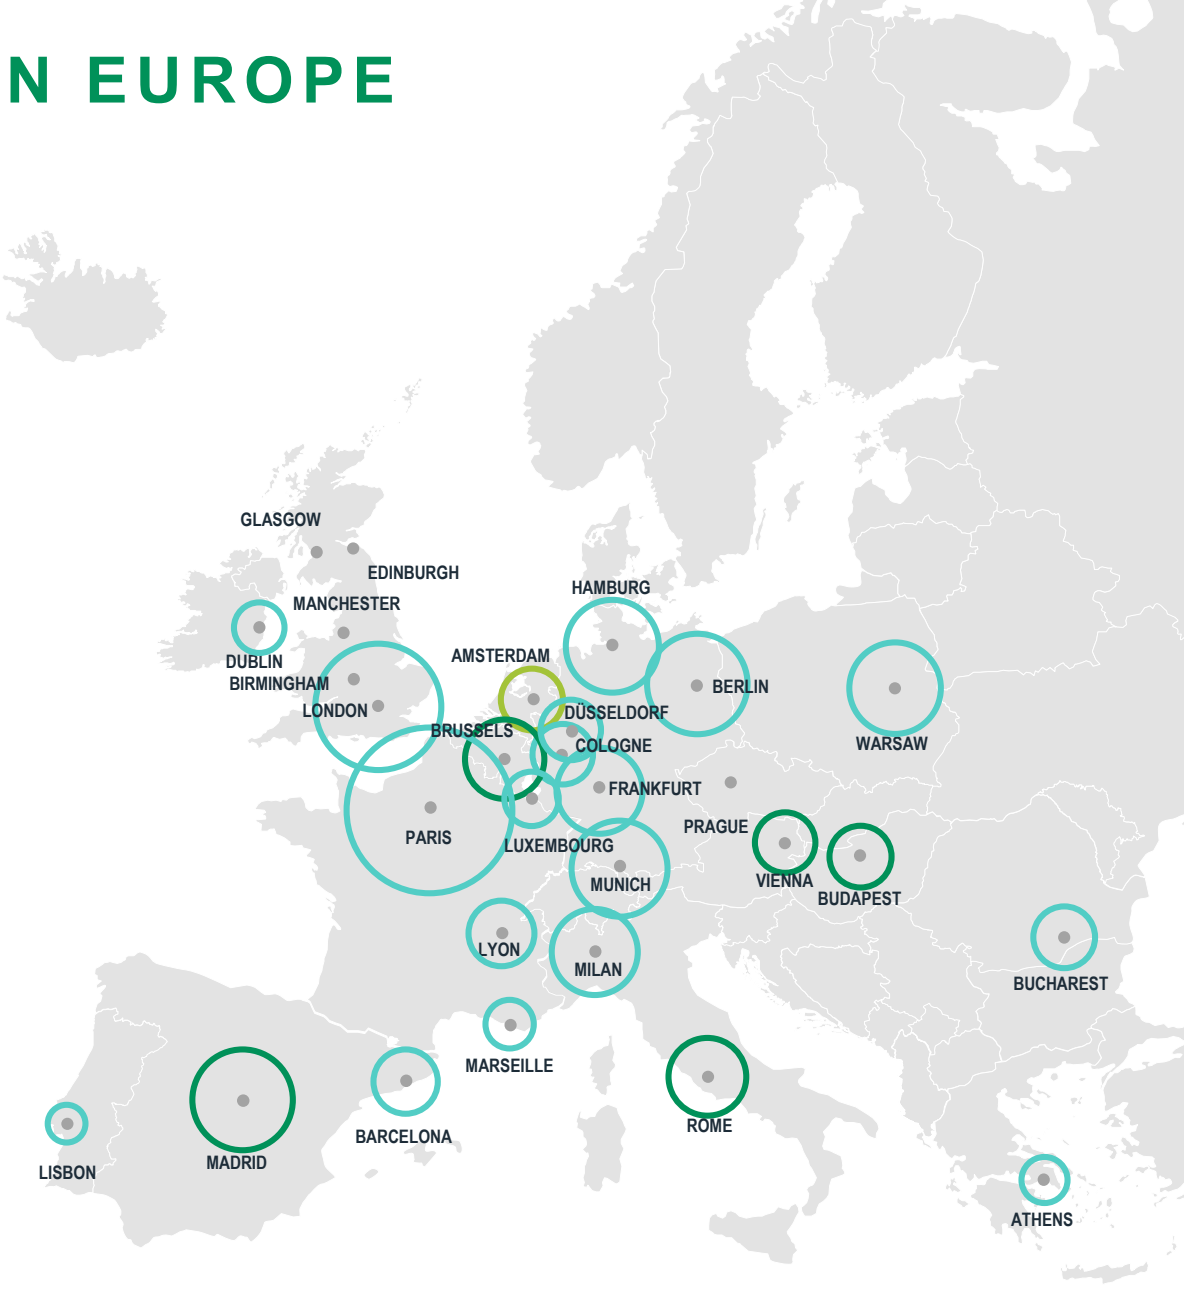 N EUROPE
GLASGOW
EDINBURGH
HAMBURG
MANCHESTER
AMSTERDAM
DUBLIN
BIRMINGHAM
BERLIN
LONDON
DÜSSELDORF
BRUSSELS
COLOGNE
WARSAW
FRANKFURT
PRAGUE
PARIS
LUXEMBOURG
VIENNA
MUNICH
BUDAPEST
LYON
MILAN
BUCHAREST
MARSEILLE
ROME
BARCELONA
MADRID
LISBON
ATHENS